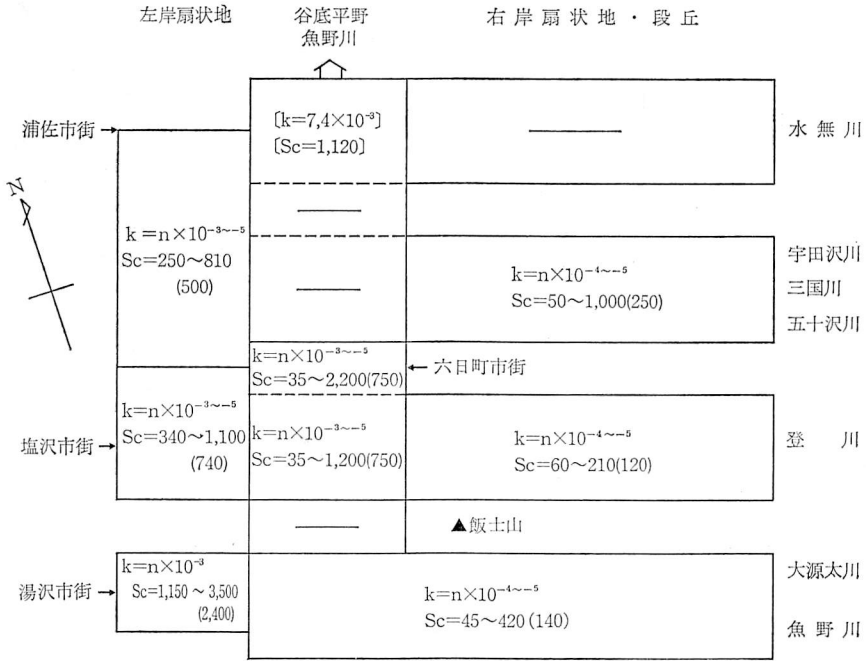 左岸扇状地
谷底平野
魚野川
右岸扇状地・段丘
浦佐市街
〔k=7,4×10⁻³〕
〔Sc=1,120〕
水無川
N
k=n×10⁻³~⁻⁵
Sc=250~810
(500)
k=n×10⁻⁴~⁻⁵
Sc=50~1,000(250)
宇田沢川
三国川
五十沢川
k=n×10⁻³~⁻⁵
Sc=35~2,200(750)
六日町市街
塩沢市街
k=n×10⁻³~⁻⁵
Sc=340~1,100
(740)
k=n×10⁻³~⁻⁵
Sc=35~1,200(750)
k=n×10⁻⁴~⁻⁵
Sc=60~210(120)
登川
▲飯士山
湯沢市街
k=n×10⁻³
Sc=1,150~3,500
(2,400)
k=n×10⁻⁴~⁻⁵
Sc=45~420(140)
大源太川
魚野川